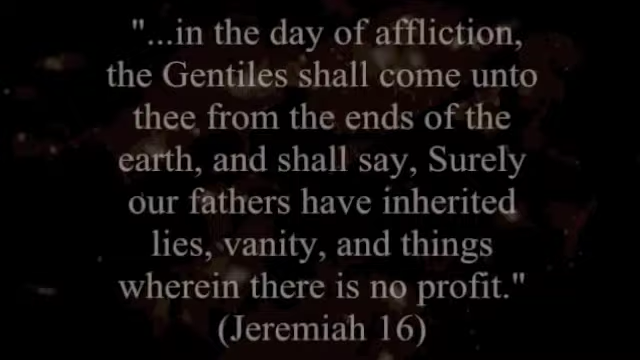 "...in the day of affliction,
the Gentiles shall come unto
thee from the ends of the
earth, and shall say, Surely
our fathers have inherited
lies, vanity, and things
wherein there is no profit."
(Jeremiah 16)